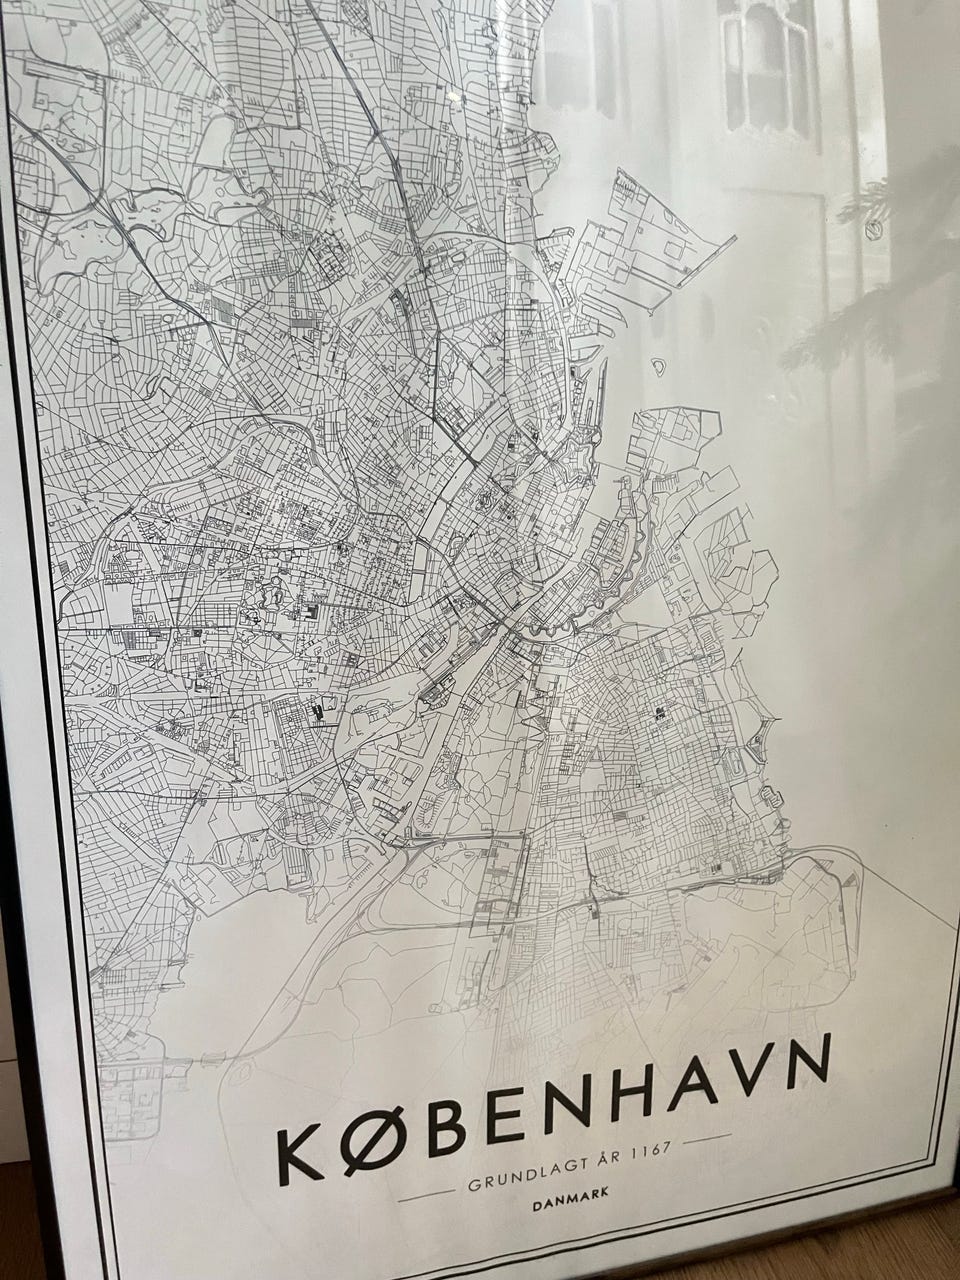 KØBENHAVN
GRUNDLAGT ÅR 1167
DANMARK